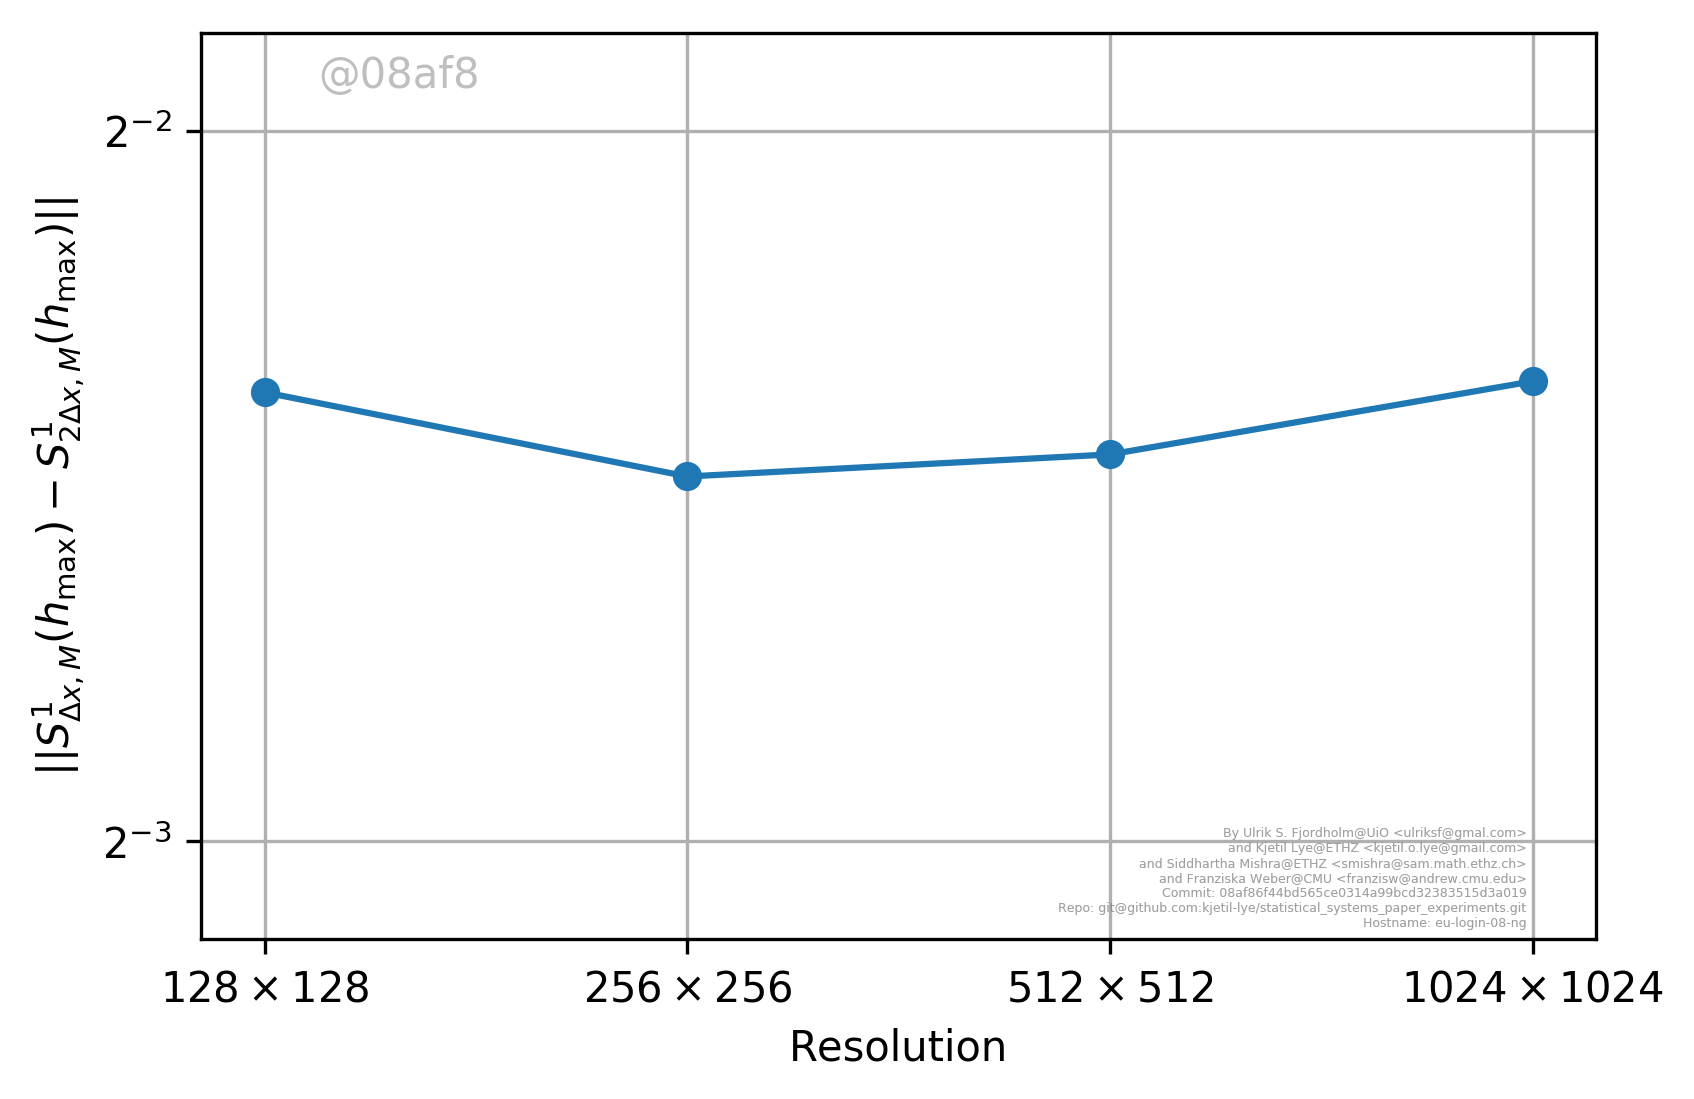 @08af8
2⁻²
2⁻³
||S¹_{Δx, M}(h_max) − S¹_{2Δx, M}(h_max)||
By Ulrik S. Fjordholm@UiO <ulriksf@gmal.com>
and Kjetil Lye@ETHZ <kjetil.o.lye@gmail.com>
and Siddhartha Mishra@ETHZ <smishra@sam.math.ethz.ch>
and Franziska Weber@CMU <franzisw@andrew.cmu.edu>
Commit: 08af86f44bd565ce0314a99bcd32383515d3a019
Repo: git@github.com:kjetil-lye/statistical_systems_paper_experiments.git
Hostname: eu-login-08-ng
128 × 128 256 × 256 512 × 512 1024 × 1024
Resolution